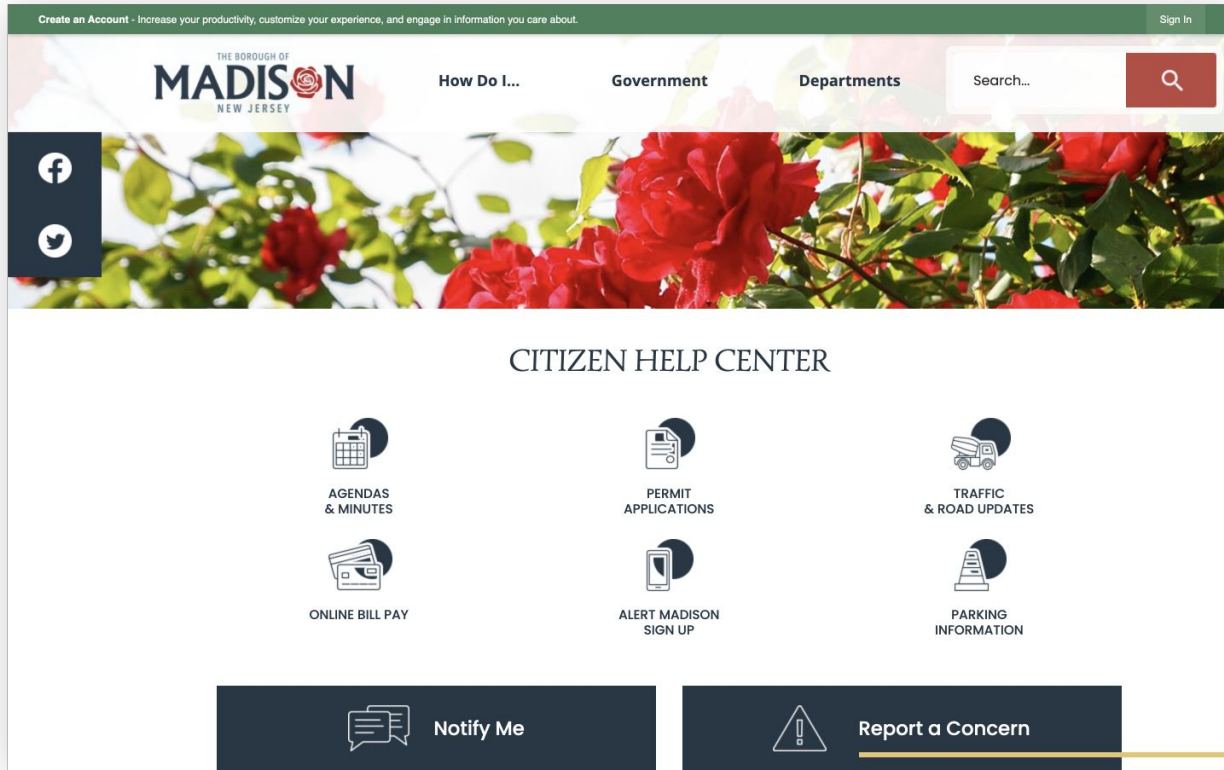 Create an Account - Increase your productivity, customize your experience, and engage in information you care about.
Sign In
THE BOROUGH OF
MADISON
NEW JERSEY
How Do I...
Government
Departments
Search...
CITIZEN HELP CENTER
AGENDAS
& MINUTES
PERMIT
APPLICATIONS
TRAFFIC
& ROAD UPDATES
ONLINE BILL PAY
ALERT MADISON
SIGN UP
PARKING
INFORMATION
Notify Me
Report a Concern